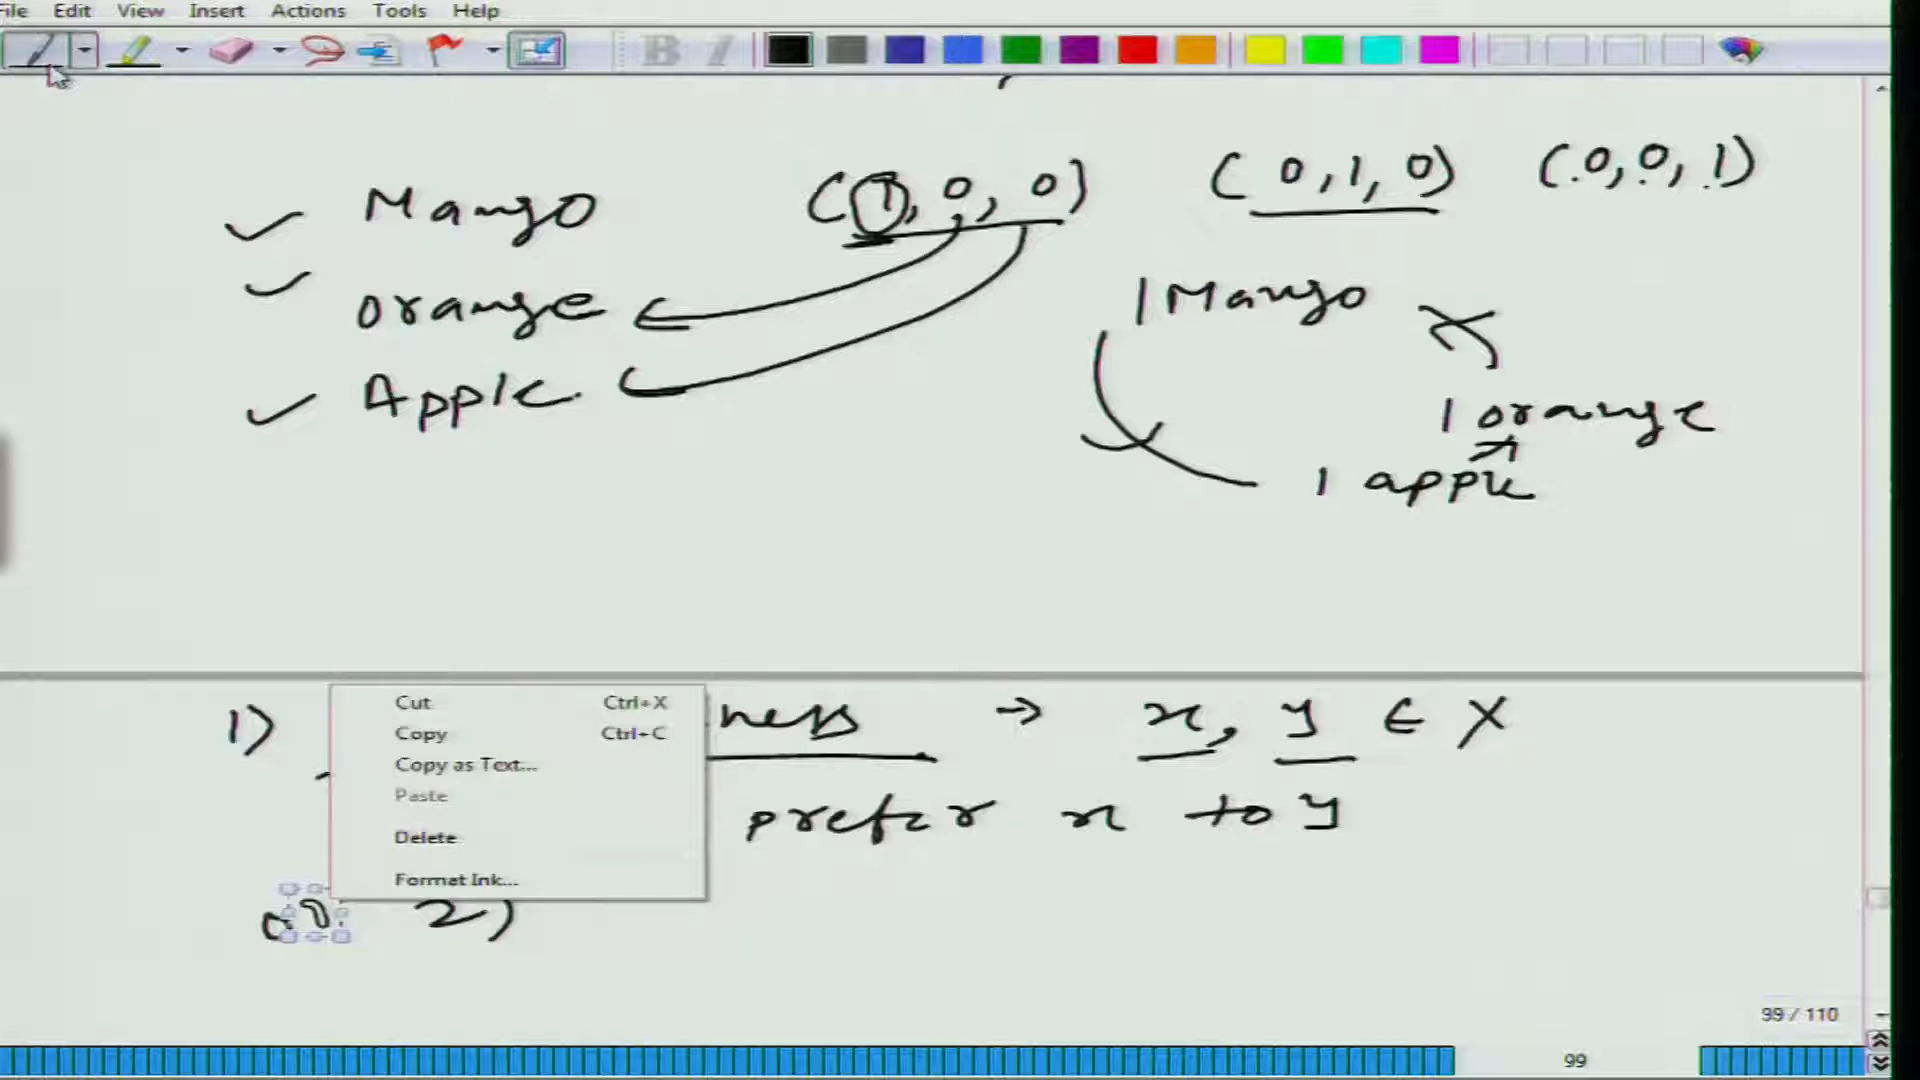 File Edit View Insert Actions Tools Help
B I
Mango (1, 0, 0) (0, 1, 0) (0, 0, 1)
orange
Apple
1 Mango
1 orange
1 apple
1) ness → x, y ∈ X
prefer x to y
2)
Cut Ctrl+X
Copy Ctrl+C
Copy as Text...
Paste
Delete
Format Ink...
99 / 110
99